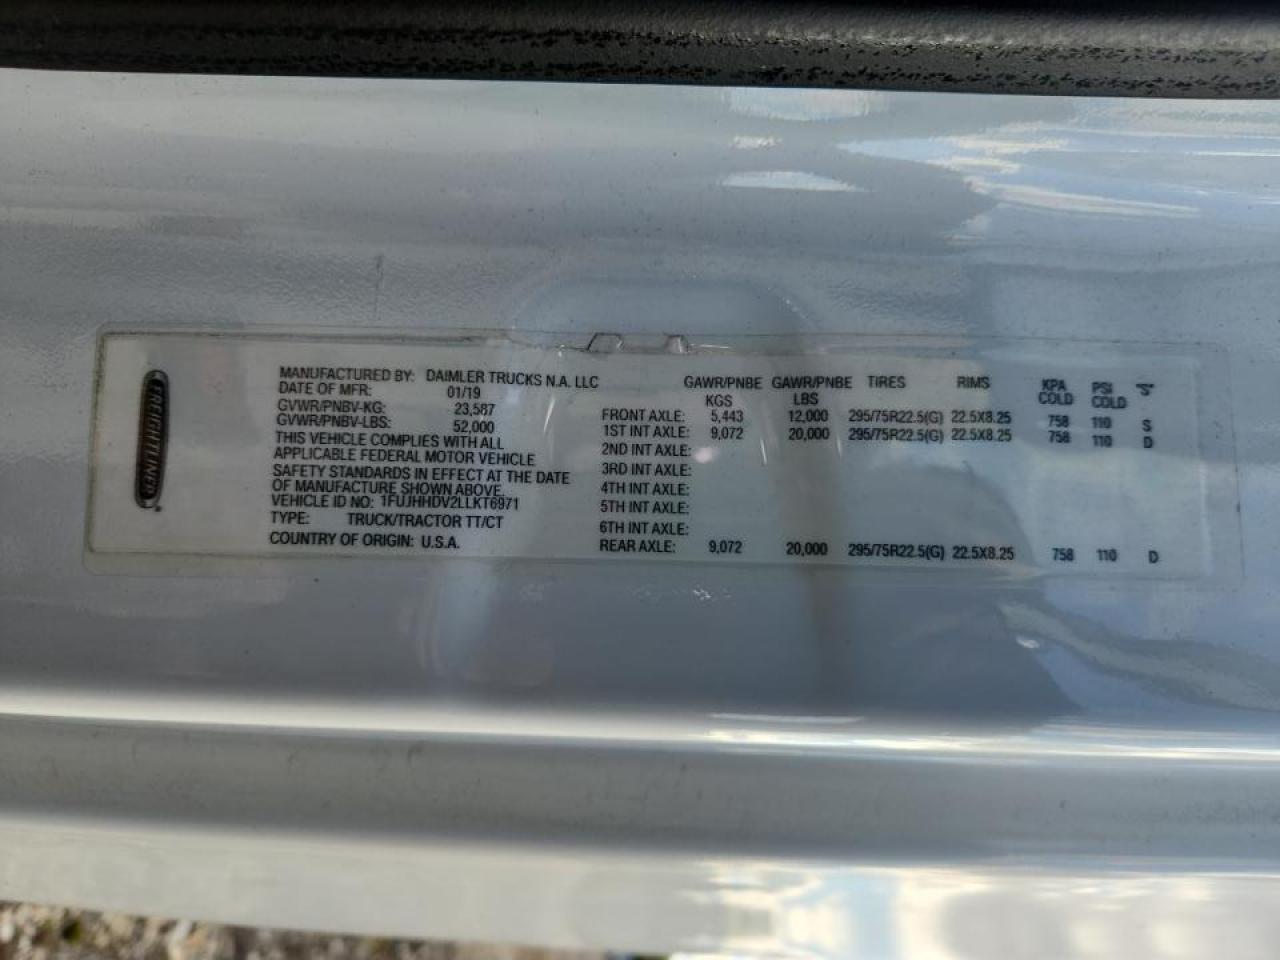 FREIGHTLINER
MANUFACTURED BY: DAIMLER TRUCKS N.A. LLC
DATE OF MFR: 01/19
GVWR/PNBV-KG: 23,587
GVWR/PNBV-LBS: 52,000
THIS VEHICLE COMPLIES WITH ALL
APPLICABLE FEDERAL MOTOR VEHICLE
SAFETY STANDARDS IN EFFECT AT THE DATE
OF MANUFACTURE SHOWN ABOVE.
VEHICLE ID NO: 1FUJHHDV2LLKT6971
TYPE: TRUCK/TRACTOR TT/CT
COUNTRY OF ORIGIN: U.S.A.
GAWR/PNBE GAWR/PNBE TIRES RIMS KPA PSI "S"
KGS LBS COLD COLD
FRONT AXLE: 5,443 12,000 295/75R22.5(G) 22.5X8.25 758 110 S
1ST INT AXLE: 9,072 20,000 295/75R22.5(G) 22.5X8.25 758 110 D
2ND INT AXLE:
3RD INT AXLE:
4TH INT AXLE:
5TH INT AXLE:
6TH INT AXLE:
REAR AXLE: 9,072 20,000 295/75R22.5(G) 22.5X8.25 758 110 D